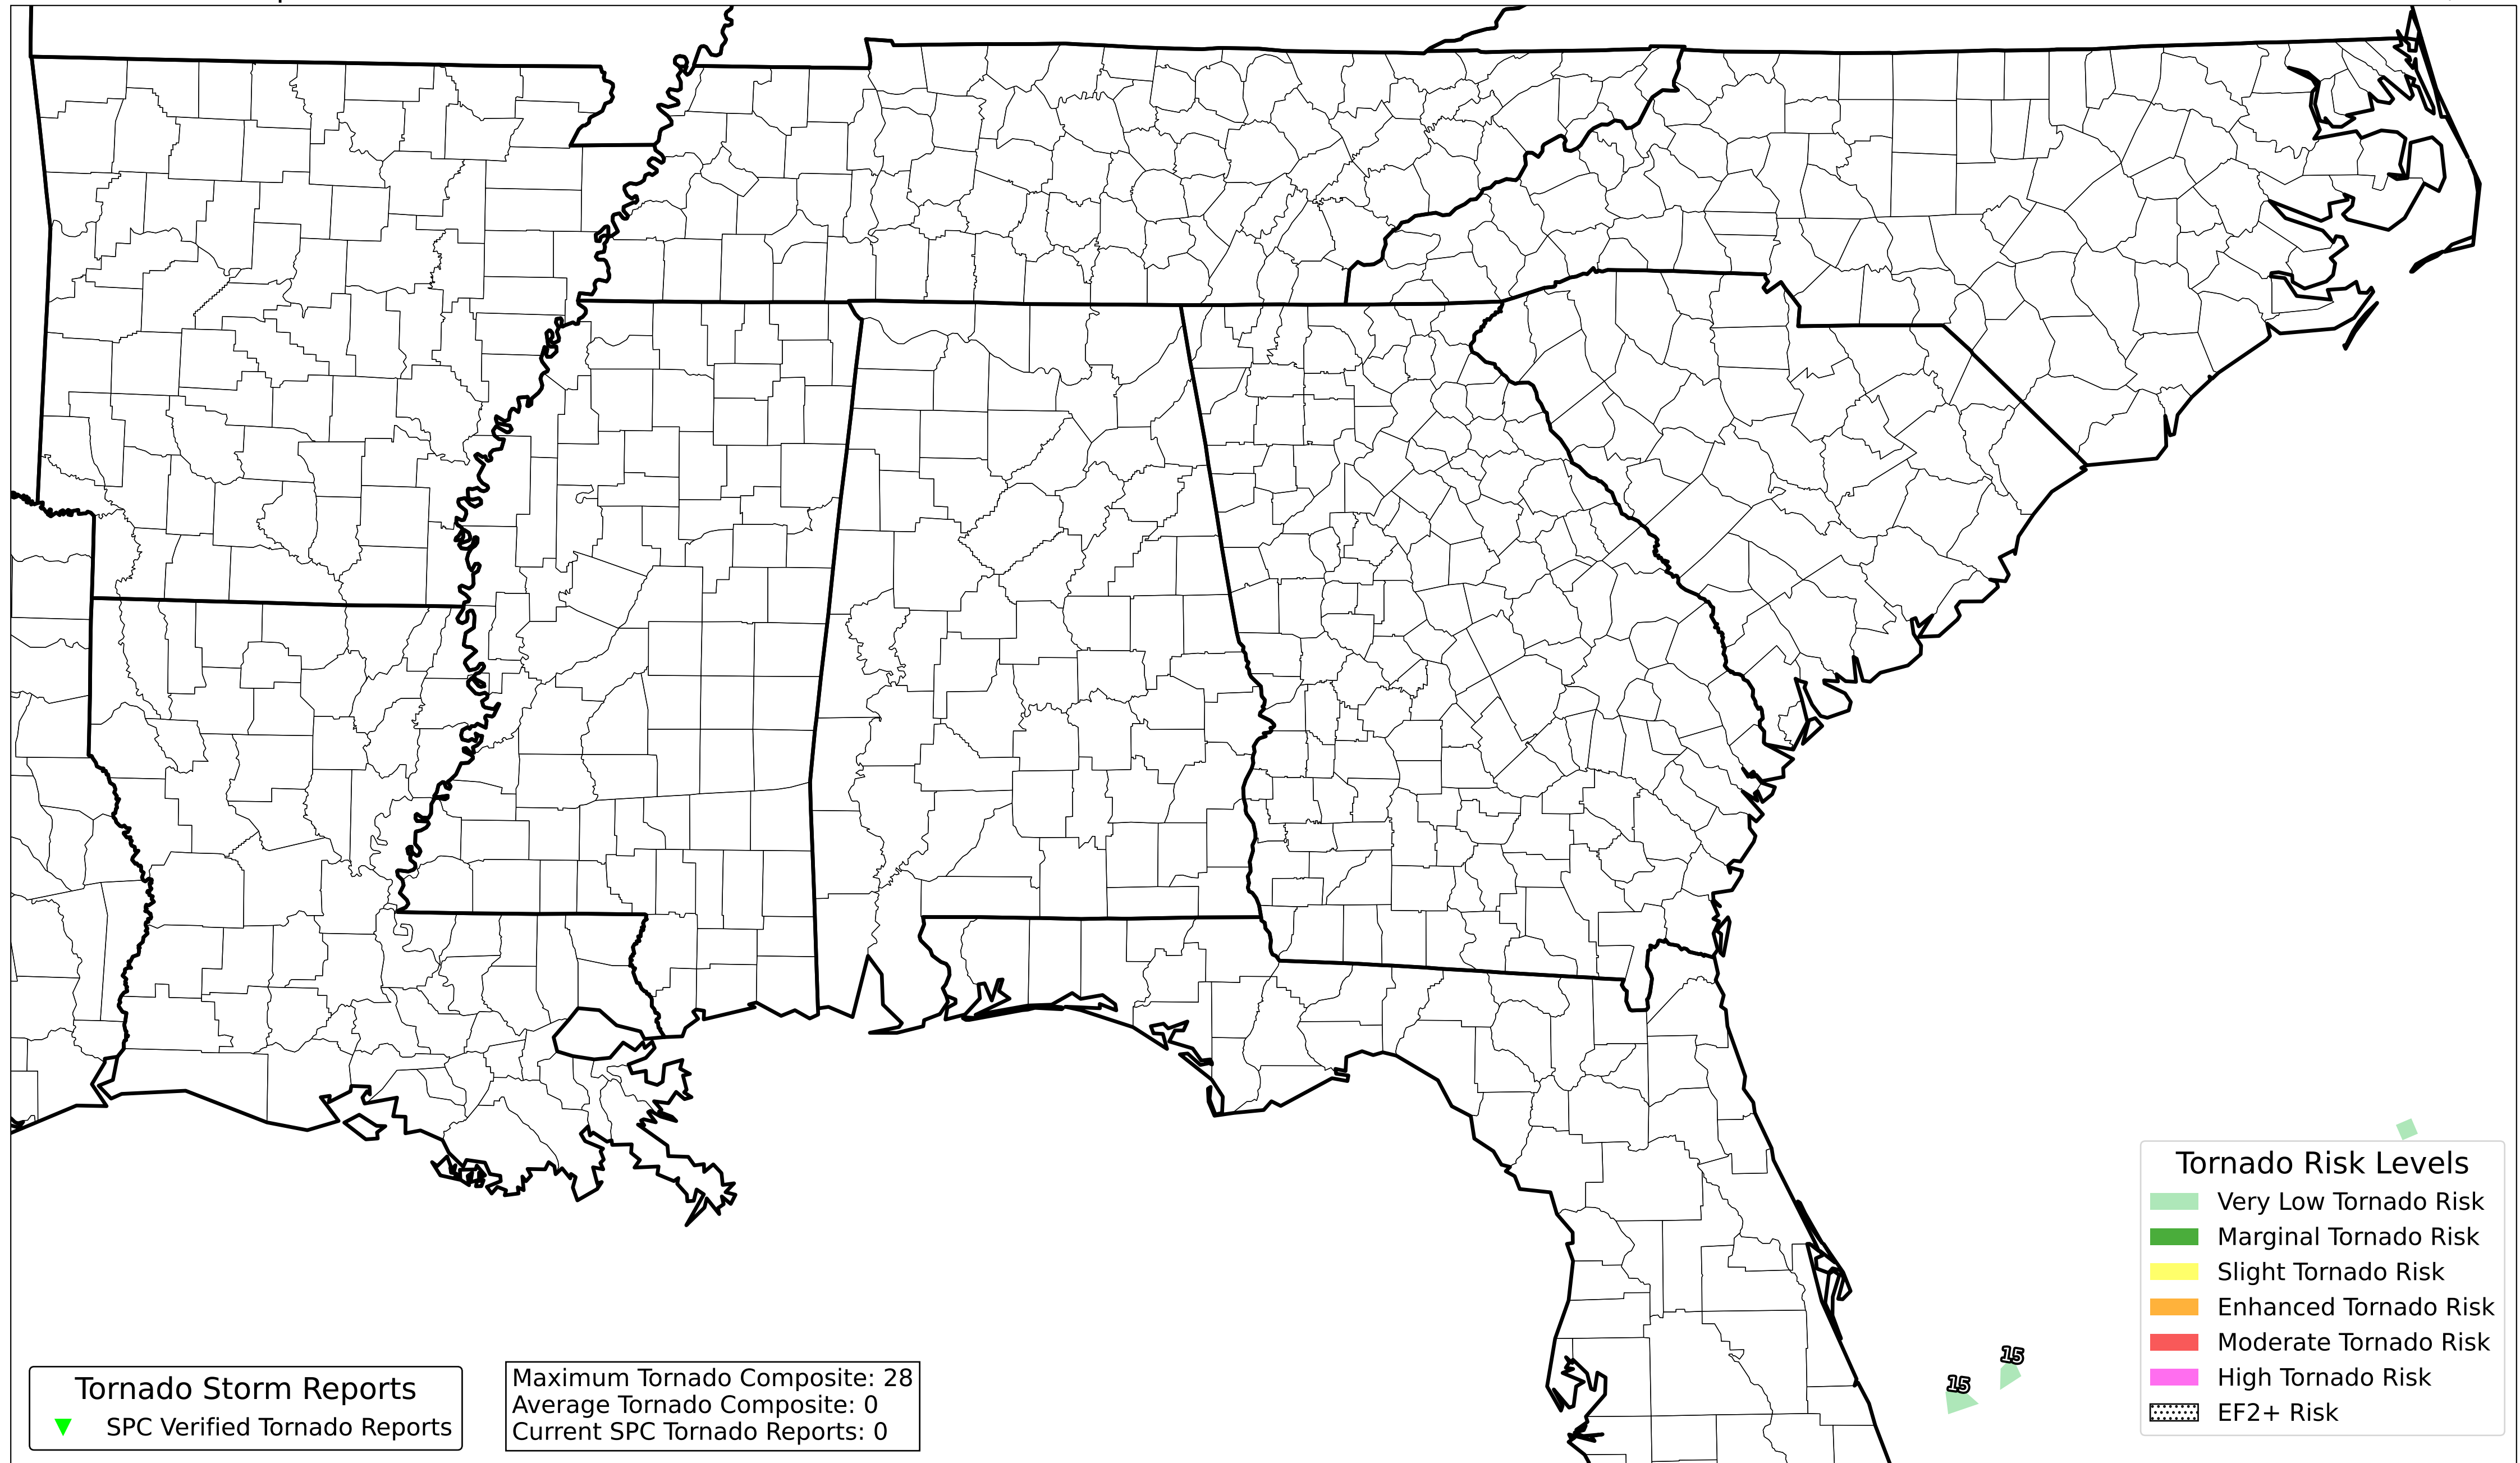 15
15
Tornado Storm Reports
SPC Verified Tornado Reports
Maximum Tornado Composite: 28
Average Tornado Composite: 0
Current SPC Tornado Reports: 0
Tornado Risk Levels
Very Low Tornado Risk
Marginal Tornado Risk
Slight Tornado Risk
Enhanced Tornado Risk
Moderate Tornado Risk
High Tornado Risk
EF2+ Risk